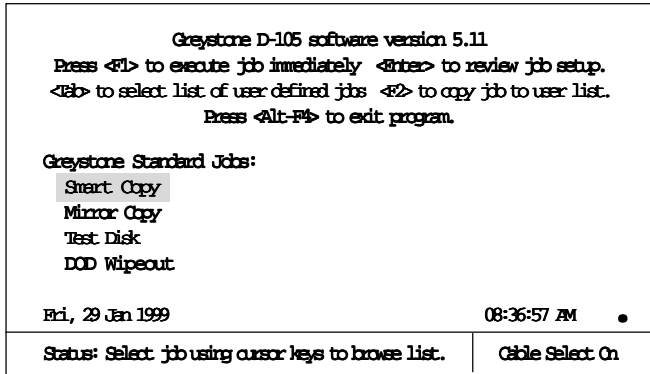 Greystone D-105 software version 5.11
Press <F1> to execute job immediately <Enter> to review job setup.
<Tab> to select list of user defined jobs <F2> to copy job to user list.
Press <Alt-F4> to exit program.
Greystone Standard Jobs:
Smart Copy
Mirror Copy
Test Disk
DOD Wipeout
Fri, 29 Jan 1999 08:36:57 AM
Status: Select job using cursor keys to browse list. Cable Select On